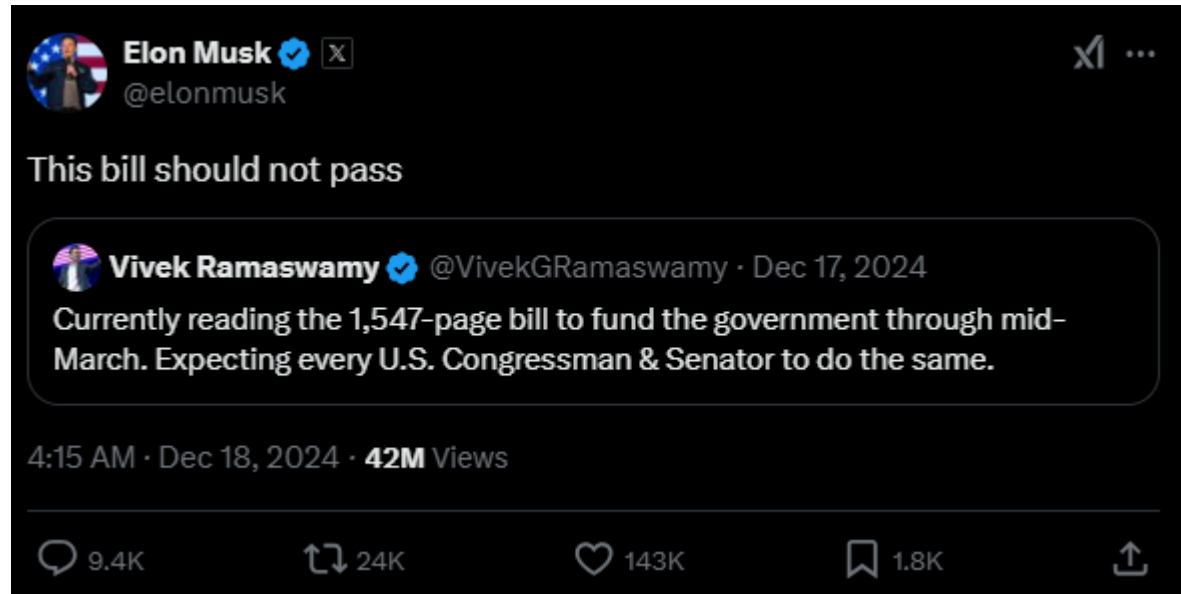 Elon Musk
@elonmusk
This bill should not pass
Vivek Ramaswamy @VivekGRamaswamy · Dec 17, 2024
Currently reading the 1,547-page bill to fund the government through mid-
March. Expecting every U.S. Congressman & Senator to do the same.
4:15 AM · Dec 18, 2024 · 42M Views
9.4K 24K 143K 1.8K